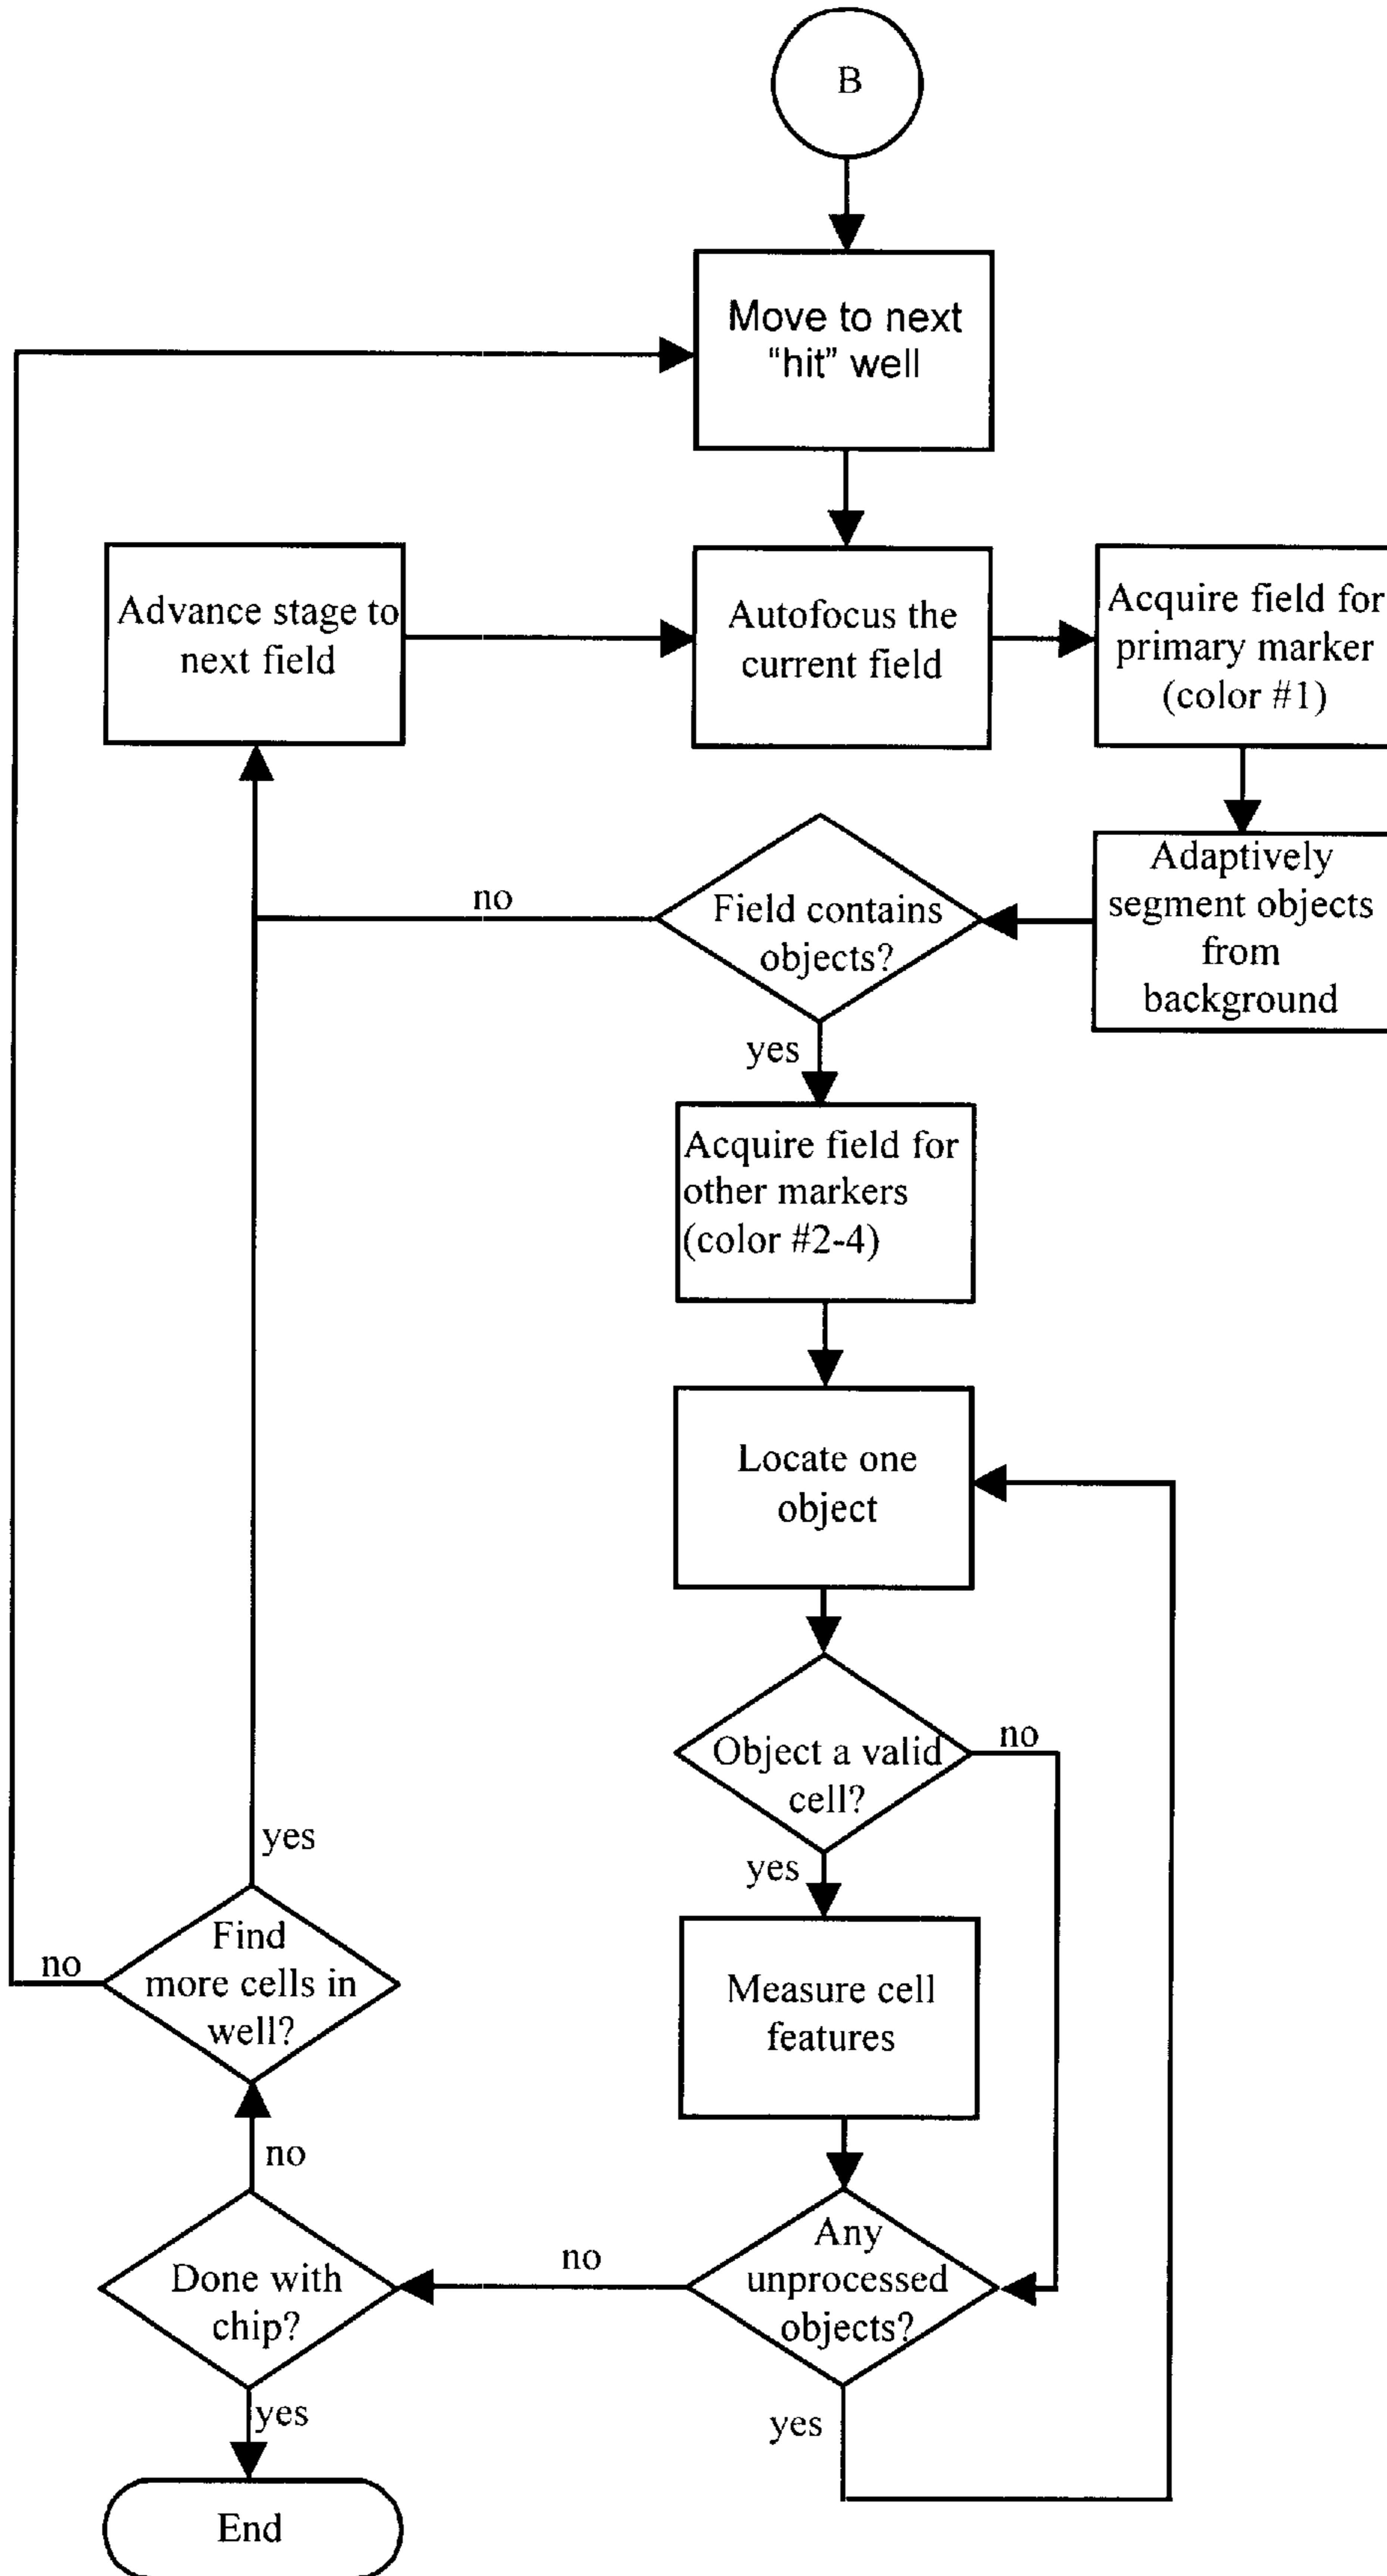 B
Move to next
“hit” well
Advance stage to
next field
Autofocus the
current field
Acquire field for
primary marker
(color #1)
Adaptively
segment objects
from
background
Field contains
objects?
no
yes
Acquire field for
other markers
(color #2-4)
Locate one
object
Object a valid
cell?
no
yes
Measure cell
features
Any
unprocessed
objects?
yes
no
Done with
chip?
no
yes
Find
more cells in
well?
yes
no
End